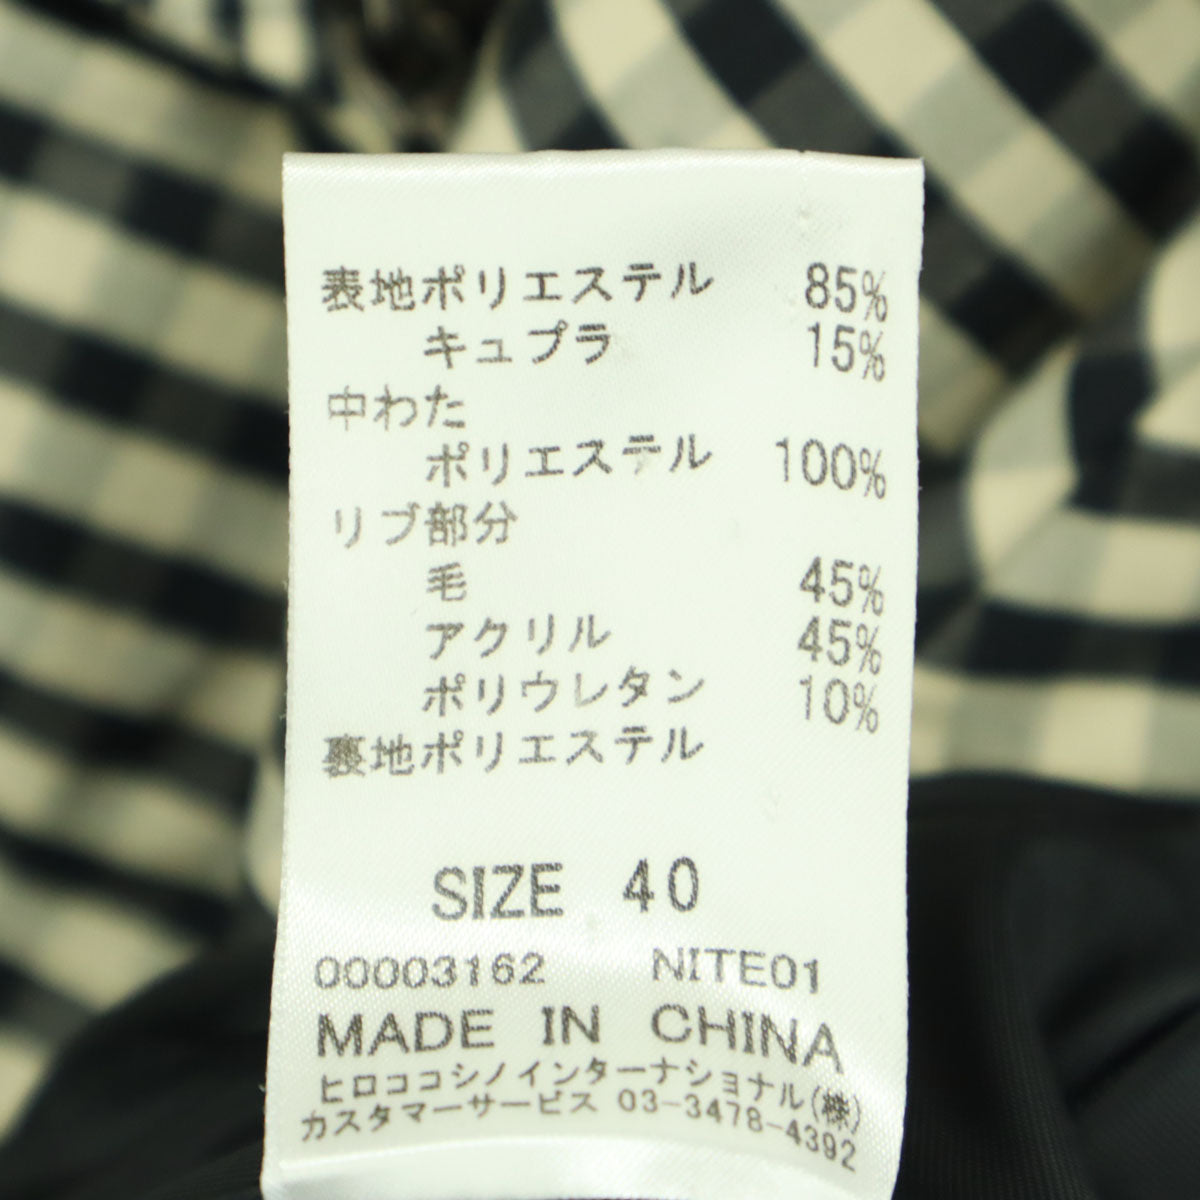 表地ポリエステル 85%
キュプラ 15%
中わた
ポリエステル 100%
リブ部分
毛 45%
アクリル 45%
ポリウレタン 10%
裏地ポリエステル
SIZE 40
00003162 NITE01
MADE IN CHINA
ヒロココシノインターナショナル(株)
カスタマーサービス 03-3478-4392